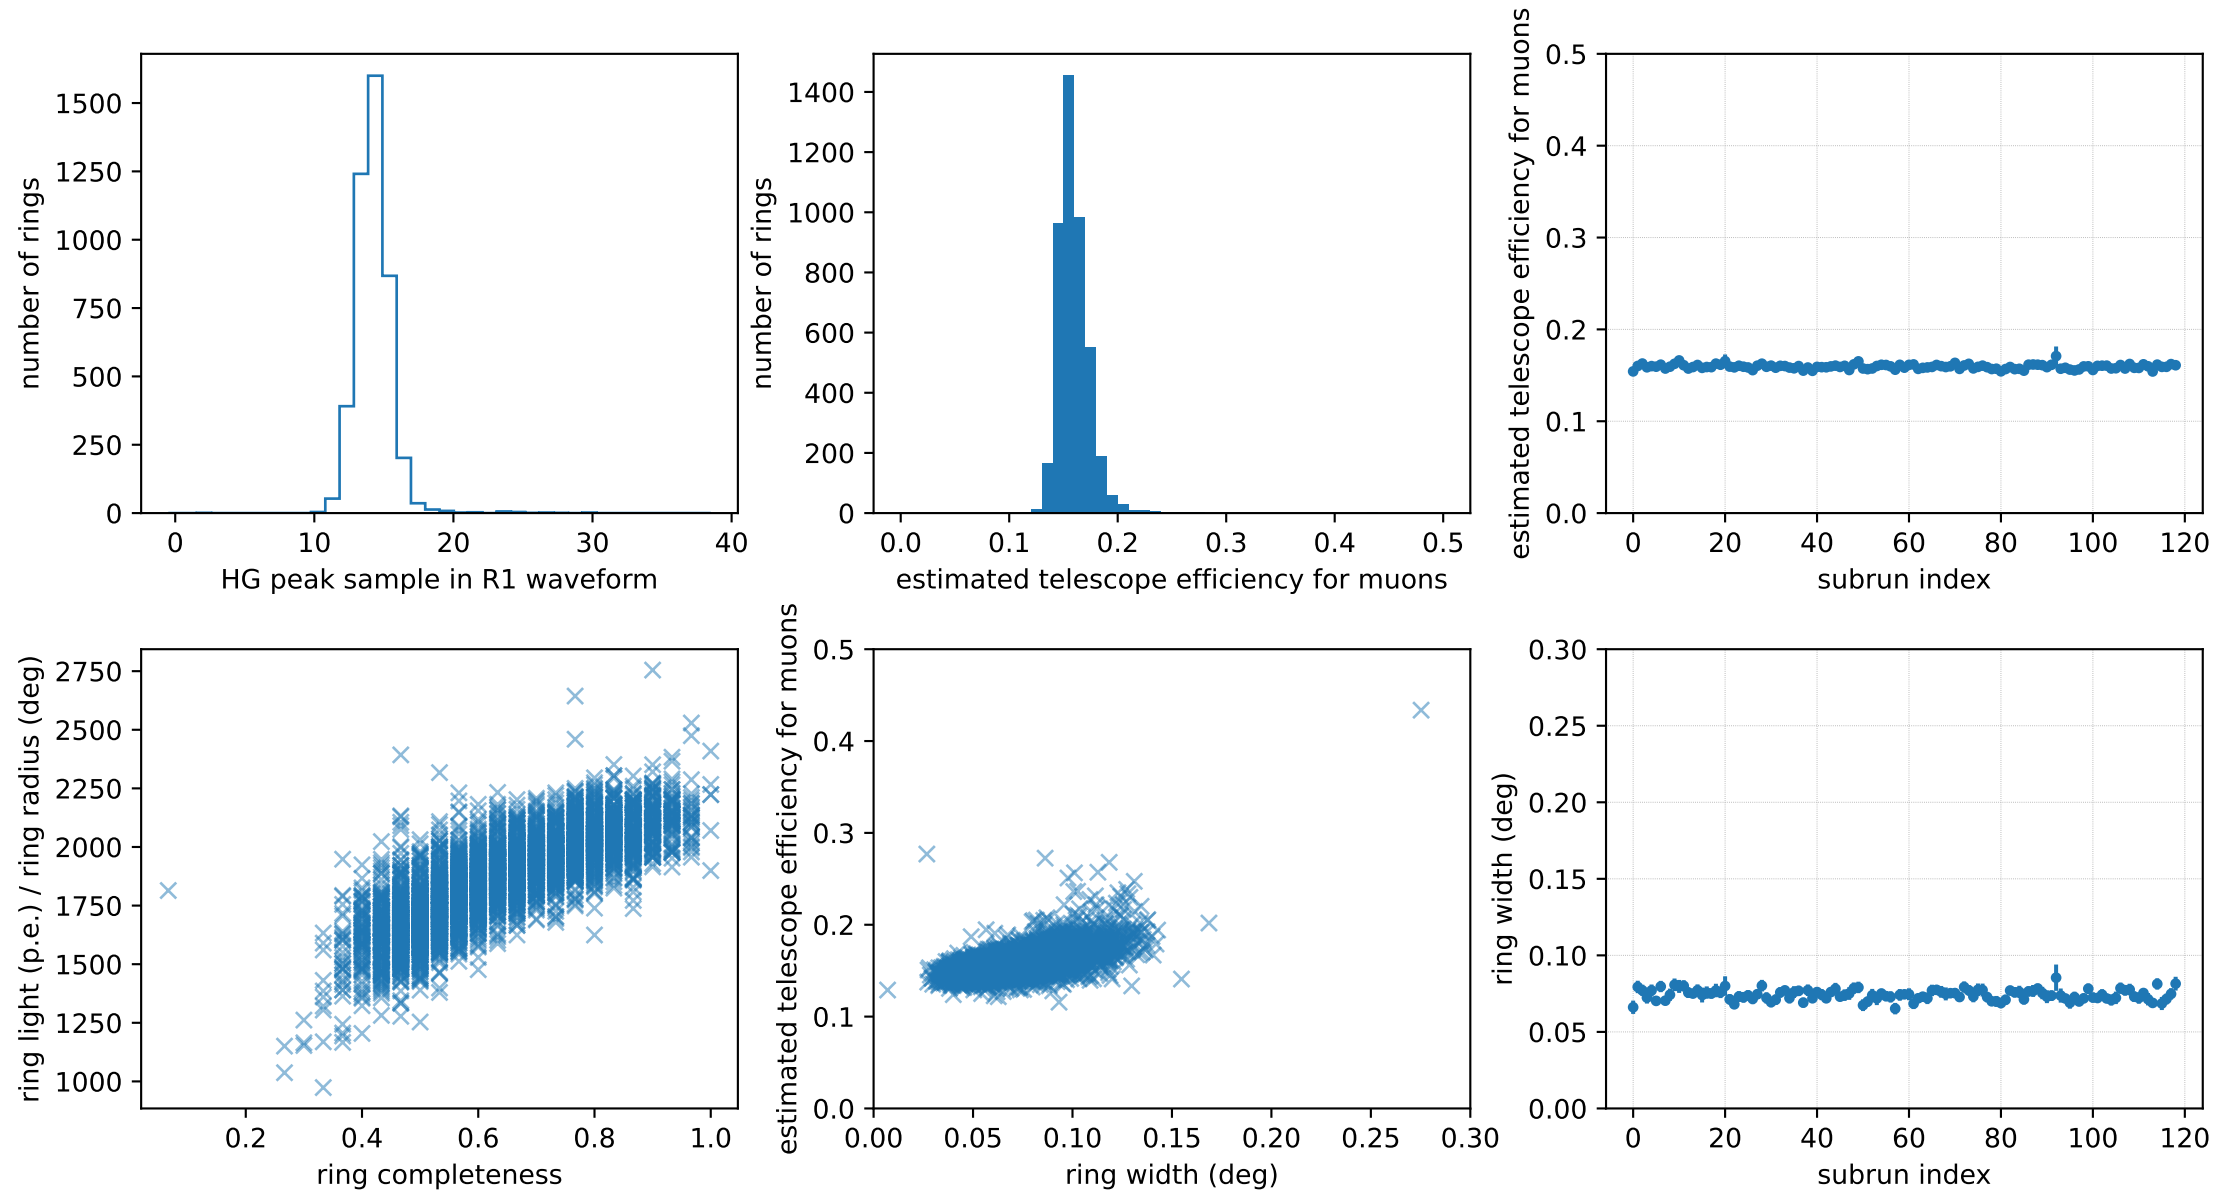 number of rings
1500
1250
1000
750
500
250
0
0 10 20 30 40
HG peak sample in R1 waveform
number of rings
1400
1200
1000
800
600
400
200
0
0.0 0.1 0.2 0.3 0.4 0.5
estimated telescope efficiency for muons
estimated telescope efficiency for muons
0.5
0.4
0.3
0.2
0.1
0.0
0 20 40 60 80 100 120
subrun index
ring light (p.e.) / ring radius (deg)
2750
2500
2250
2000
1750
1500
1250
1000
0.2 0.4 0.6 0.8 1.0
ring completeness
estimated telescope efficiency for muons
0.5
0.4
0.3
0.2
0.1
0.0
0.00 0.05 0.10 0.15 0.20 0.25 0.30
ring width (deg)
ring width (deg)
0.30
0.25
0.20
0.15
0.10
0.05
0.00
0 20 40 60 80 100 120
subrun index